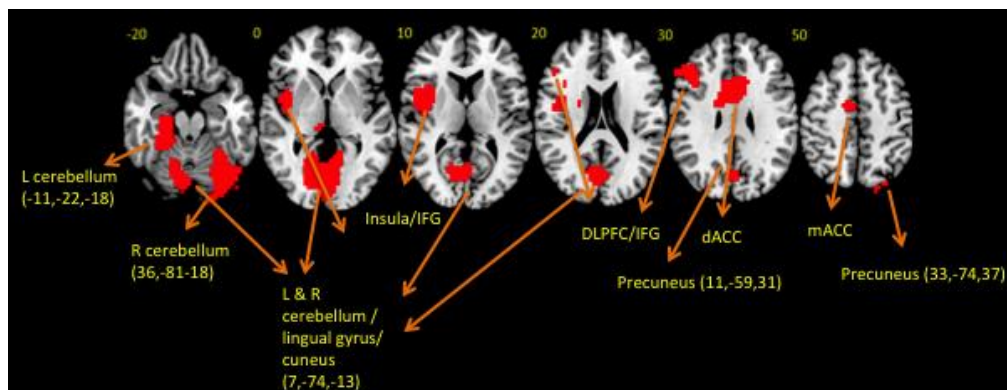 -20
0
10
20
30
50
L cerebellum
(-11,-22,-18)
R cerebellum
(36,-81-18)
Insula/IFG
L & R
cerebellum /
lingual gyrus/
cuneus
(7,-74,-13)
DLPFC/IFG
dACC
mACC
Precuneus (11,-59,31)
Precuneus (33,-74,37)